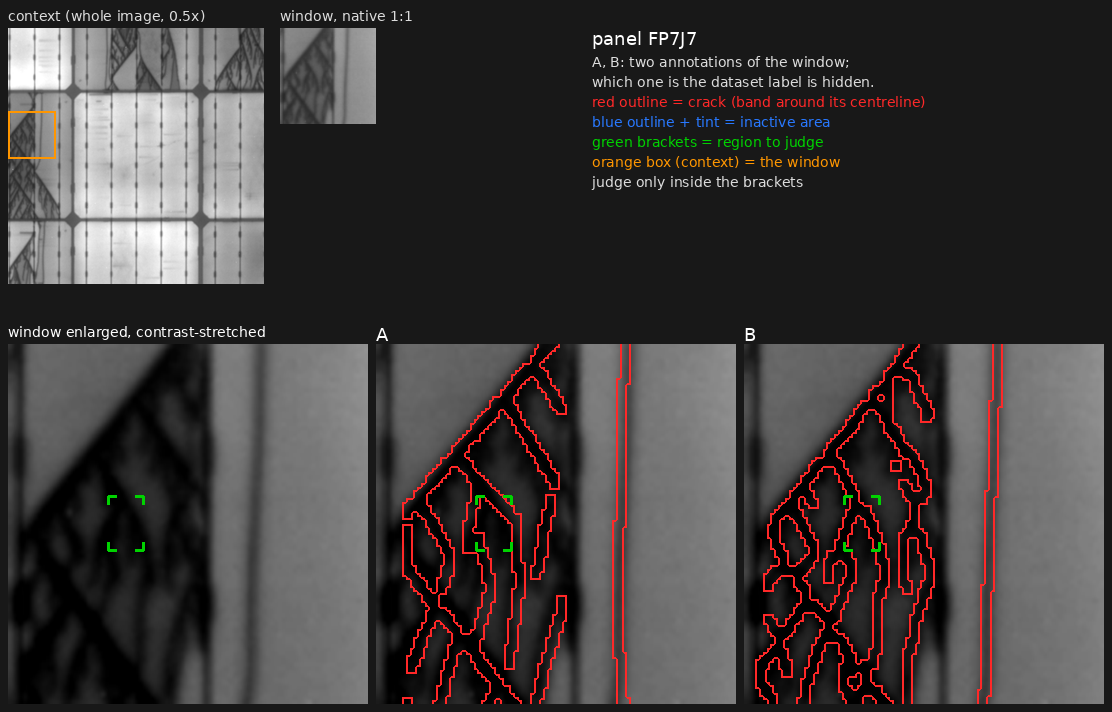 context (whole image, 0.5x)
window, native 1:1
panel FP7J7
A, B: two annotations of the window;
which one is the dataset label is hidden.
red outline = crack (band around its centreline)
blue outline + tint = inactive area
green brackets = region to judge
orange box (context) = the window
judge only inside the brackets
window enlarged, contrast-stretched
A
B